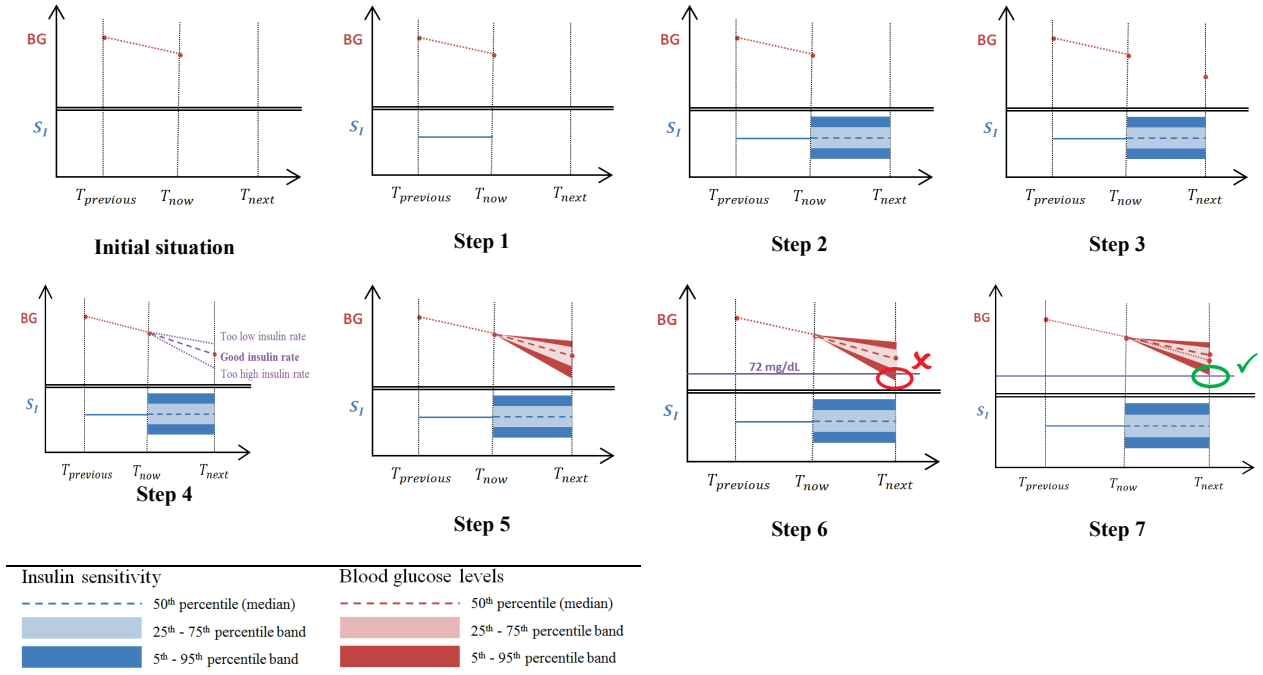 BG
S_I
T_previous T_now T_next
Initial situation
BG
S_I
T_previous T_now T_next
Step 1
BG
S_I
T_previous T_now T_next
Step 2
BG
S_I
T_previous T_now T_next
Step 3
BG
Too low insulin rate
Good insulin rate
Too high insulin rate
S_I
T_previous T_now T_next
Step 4
BG
S_I
T_previous T_now T_next
Step 5
BG
72 mg/dL
S_I
T_previous T_now T_next
Step 6
BG
S_I
T_previous T_now T_next
Step 7
Insulin sensitivity
50th percentile (median)
25th - 75th percentile band
5th - 95th percentile band
Blood glucose levels
50th percentile (median)
25th - 75th percentile band
5th - 95th percentile band